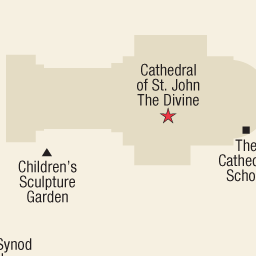 Cathedral
of St. John
The Divine
Children's
Sculpture
Garden
The
Synod